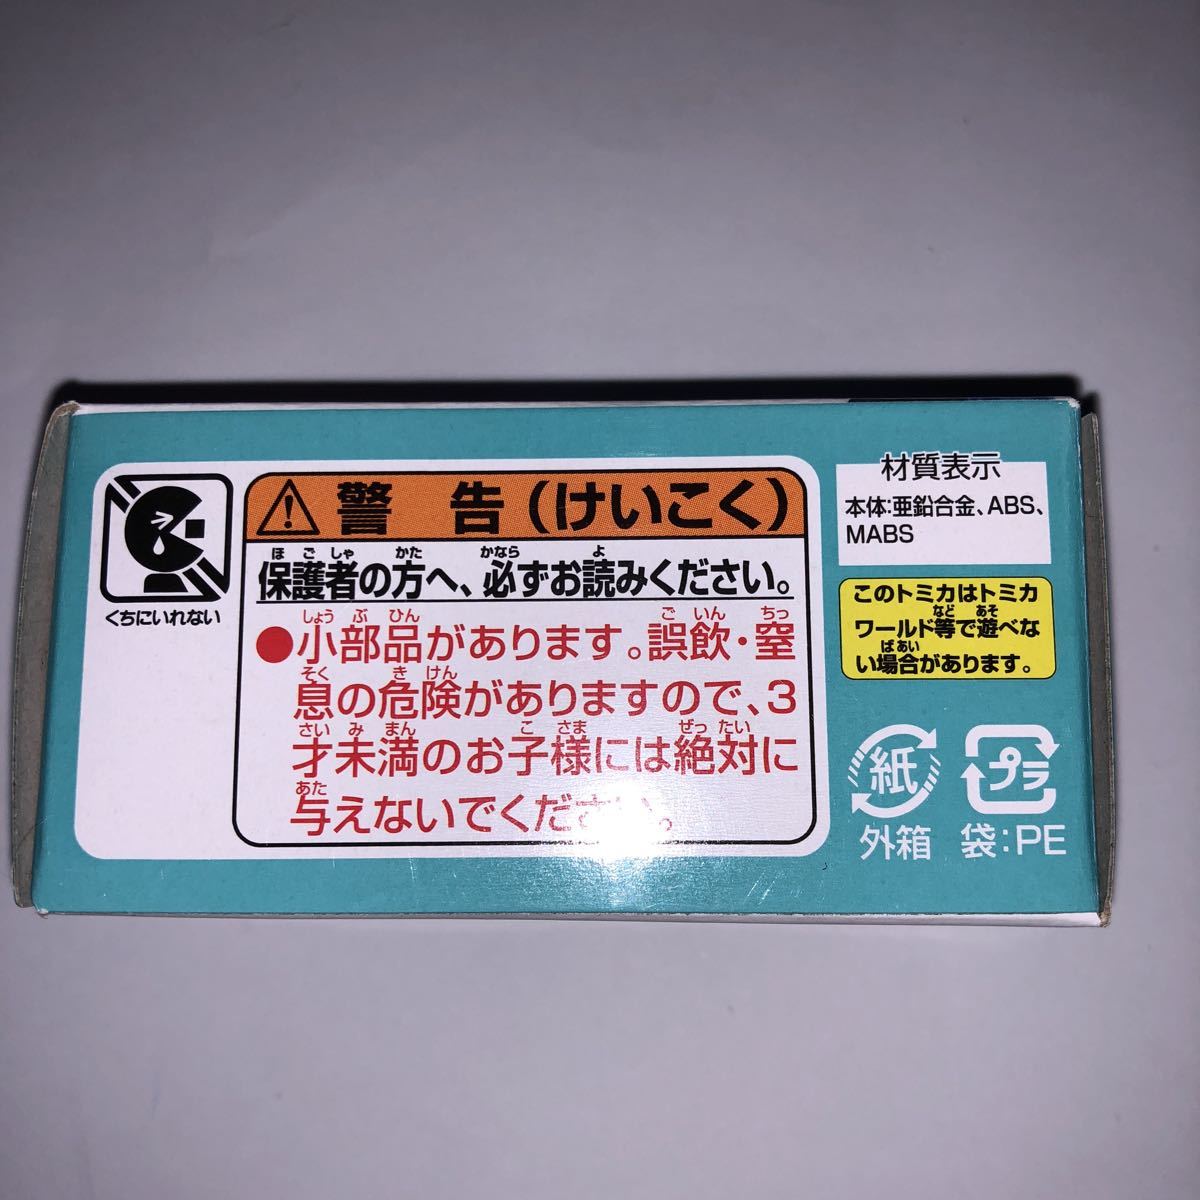 くちにいれない
警告(けいこく)
ほごしゃ かた かなら よ
保護者の方へ、必ずお読みください。
しょう ぶ ひん ご いん ちっ
●小部品があります。誤飲・窒
そく き けん
息の危険がありますので、3
さい み まん こ さま ぜっ たい
才未満のお子様には絶対に
あた
与えないでください。
材質表示
本体:亜鉛合金、ABS、
MABS
このトミカはトミカ
など あそ
ワールド等で遊べな
ばあい
い場合があります。
紙
外箱
プラ
袋:PE